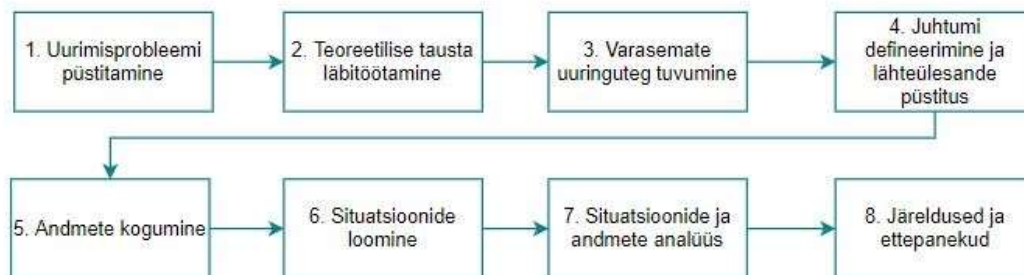 1. Uurimisprobleemi
püstitamine
2. Teoreetilise tausta
läbitöötamine
3. Varasemate
uuringuteg tuvumine
4. Juhtumi
defineerimine ja
lähteülesande
püstitus
5. Andmete kogumine
6. Situatsioonide
loomine
7. Situatsioonide ja
andmete analüüs
8. Järeldused ja
ettepanekud